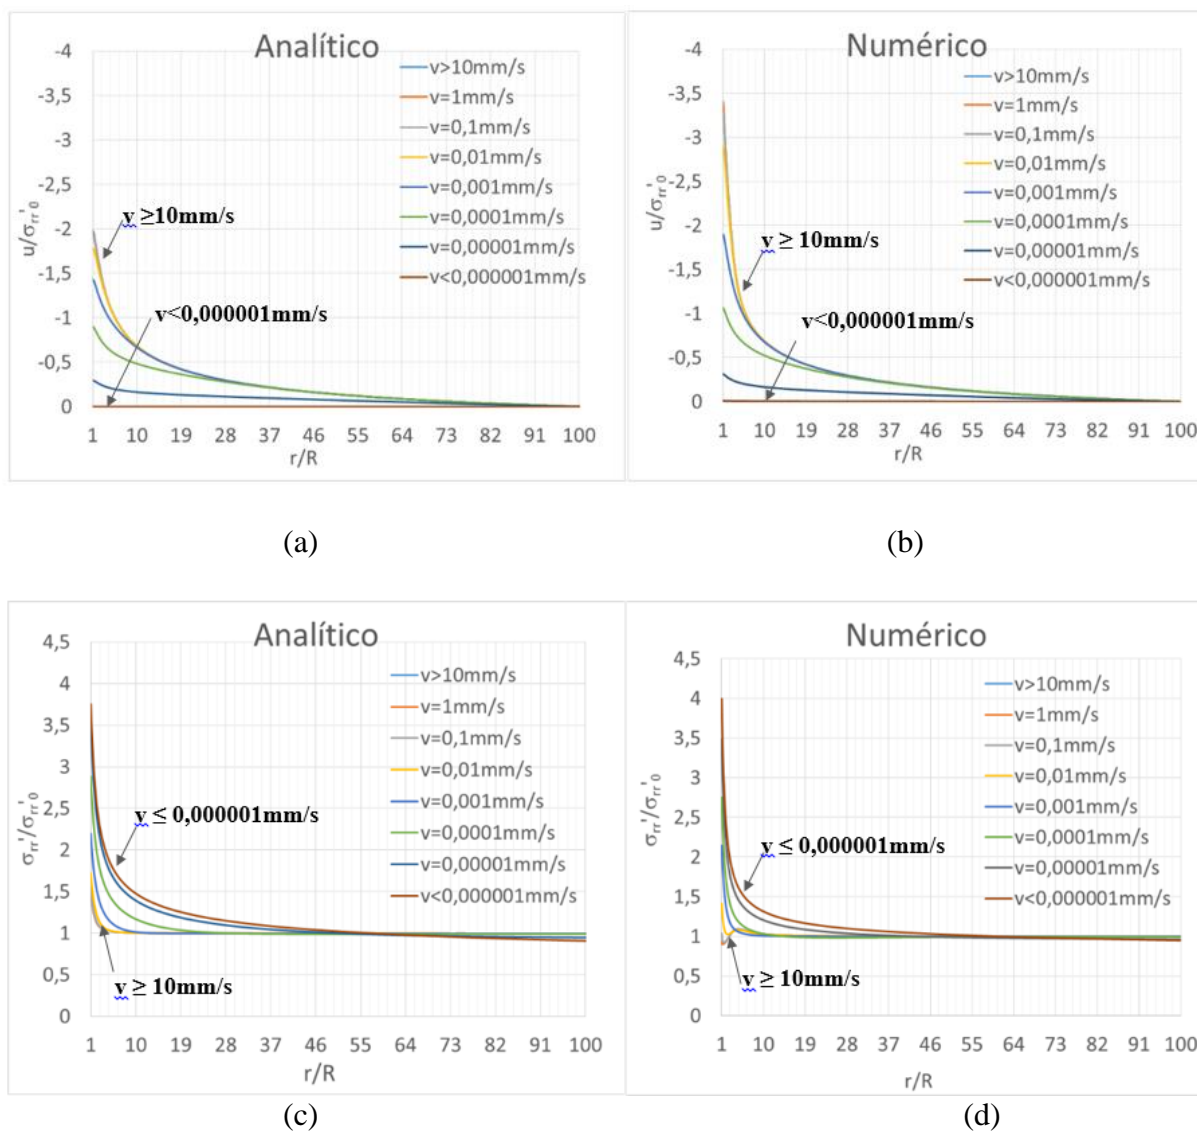 Analítico
-4
-3,5
-3
-2,5
-2
-1,5
-1
-0,5
0
u/σrr'0
v>10mm/s
v=1mm/s
v=0,1mm/s
v=0,01mm/s
v=0,001mm/s
v=0,0001mm/s
v=0,00001mm/s
v<0,000001mm/s
v ≥10mm/s
v<0,000001mm/s
1 10 19 28 37 46 55 64 73 82 91 100
r/R
(a)
Numérico
-4
-3,5
-3
-2,5
-2
-1,5
-1
-0,5
0
u/σrr'0
v>10mm/s
v=1mm/s
v=0,1mm/s
v=0,01mm/s
v=0,001mm/s
v=0,0001mm/s
v=0,00001mm/s
v<0,000001mm/s
v ≥ 10mm/s
v<0,000001mm/s
1 10 19 28 37 46 55 64 73 82 91 100
r/R
(b)
Analítico
4,5
4
3,5
3
2,5
2
1,5
1
0,5
0
σrr'/σrr'0
v>10mm/s
v=1mm/s
v=0,1mm/s
v=0,01mm/s
v=0,001mm/s
v=0,0001mm/s
v=0,00001mm/s
v<0,000001mm/s
v ≤ 0,000001mm/s
v ≥ 10mm/s
1 10 19 28 37 46 55 64 73 82 91 100
r/R
(c)
Numérico
4,5
4
3,5
3
2,5
2
1,5
1
0,5
0
σrr'/σrr'0
v>10mm/s
v=1mm/s
v=0,1mm/s
v=0,01mm/s
v=0,001mm/s
v=0,0001mm/s
v=0,00001mm/s
v<0,000001mm/s
v ≤ 0,000001mm/s
v ≥ 10mm/s
1 10 19 28 37 46 55 64 73 82 91 100
r/R
(d)